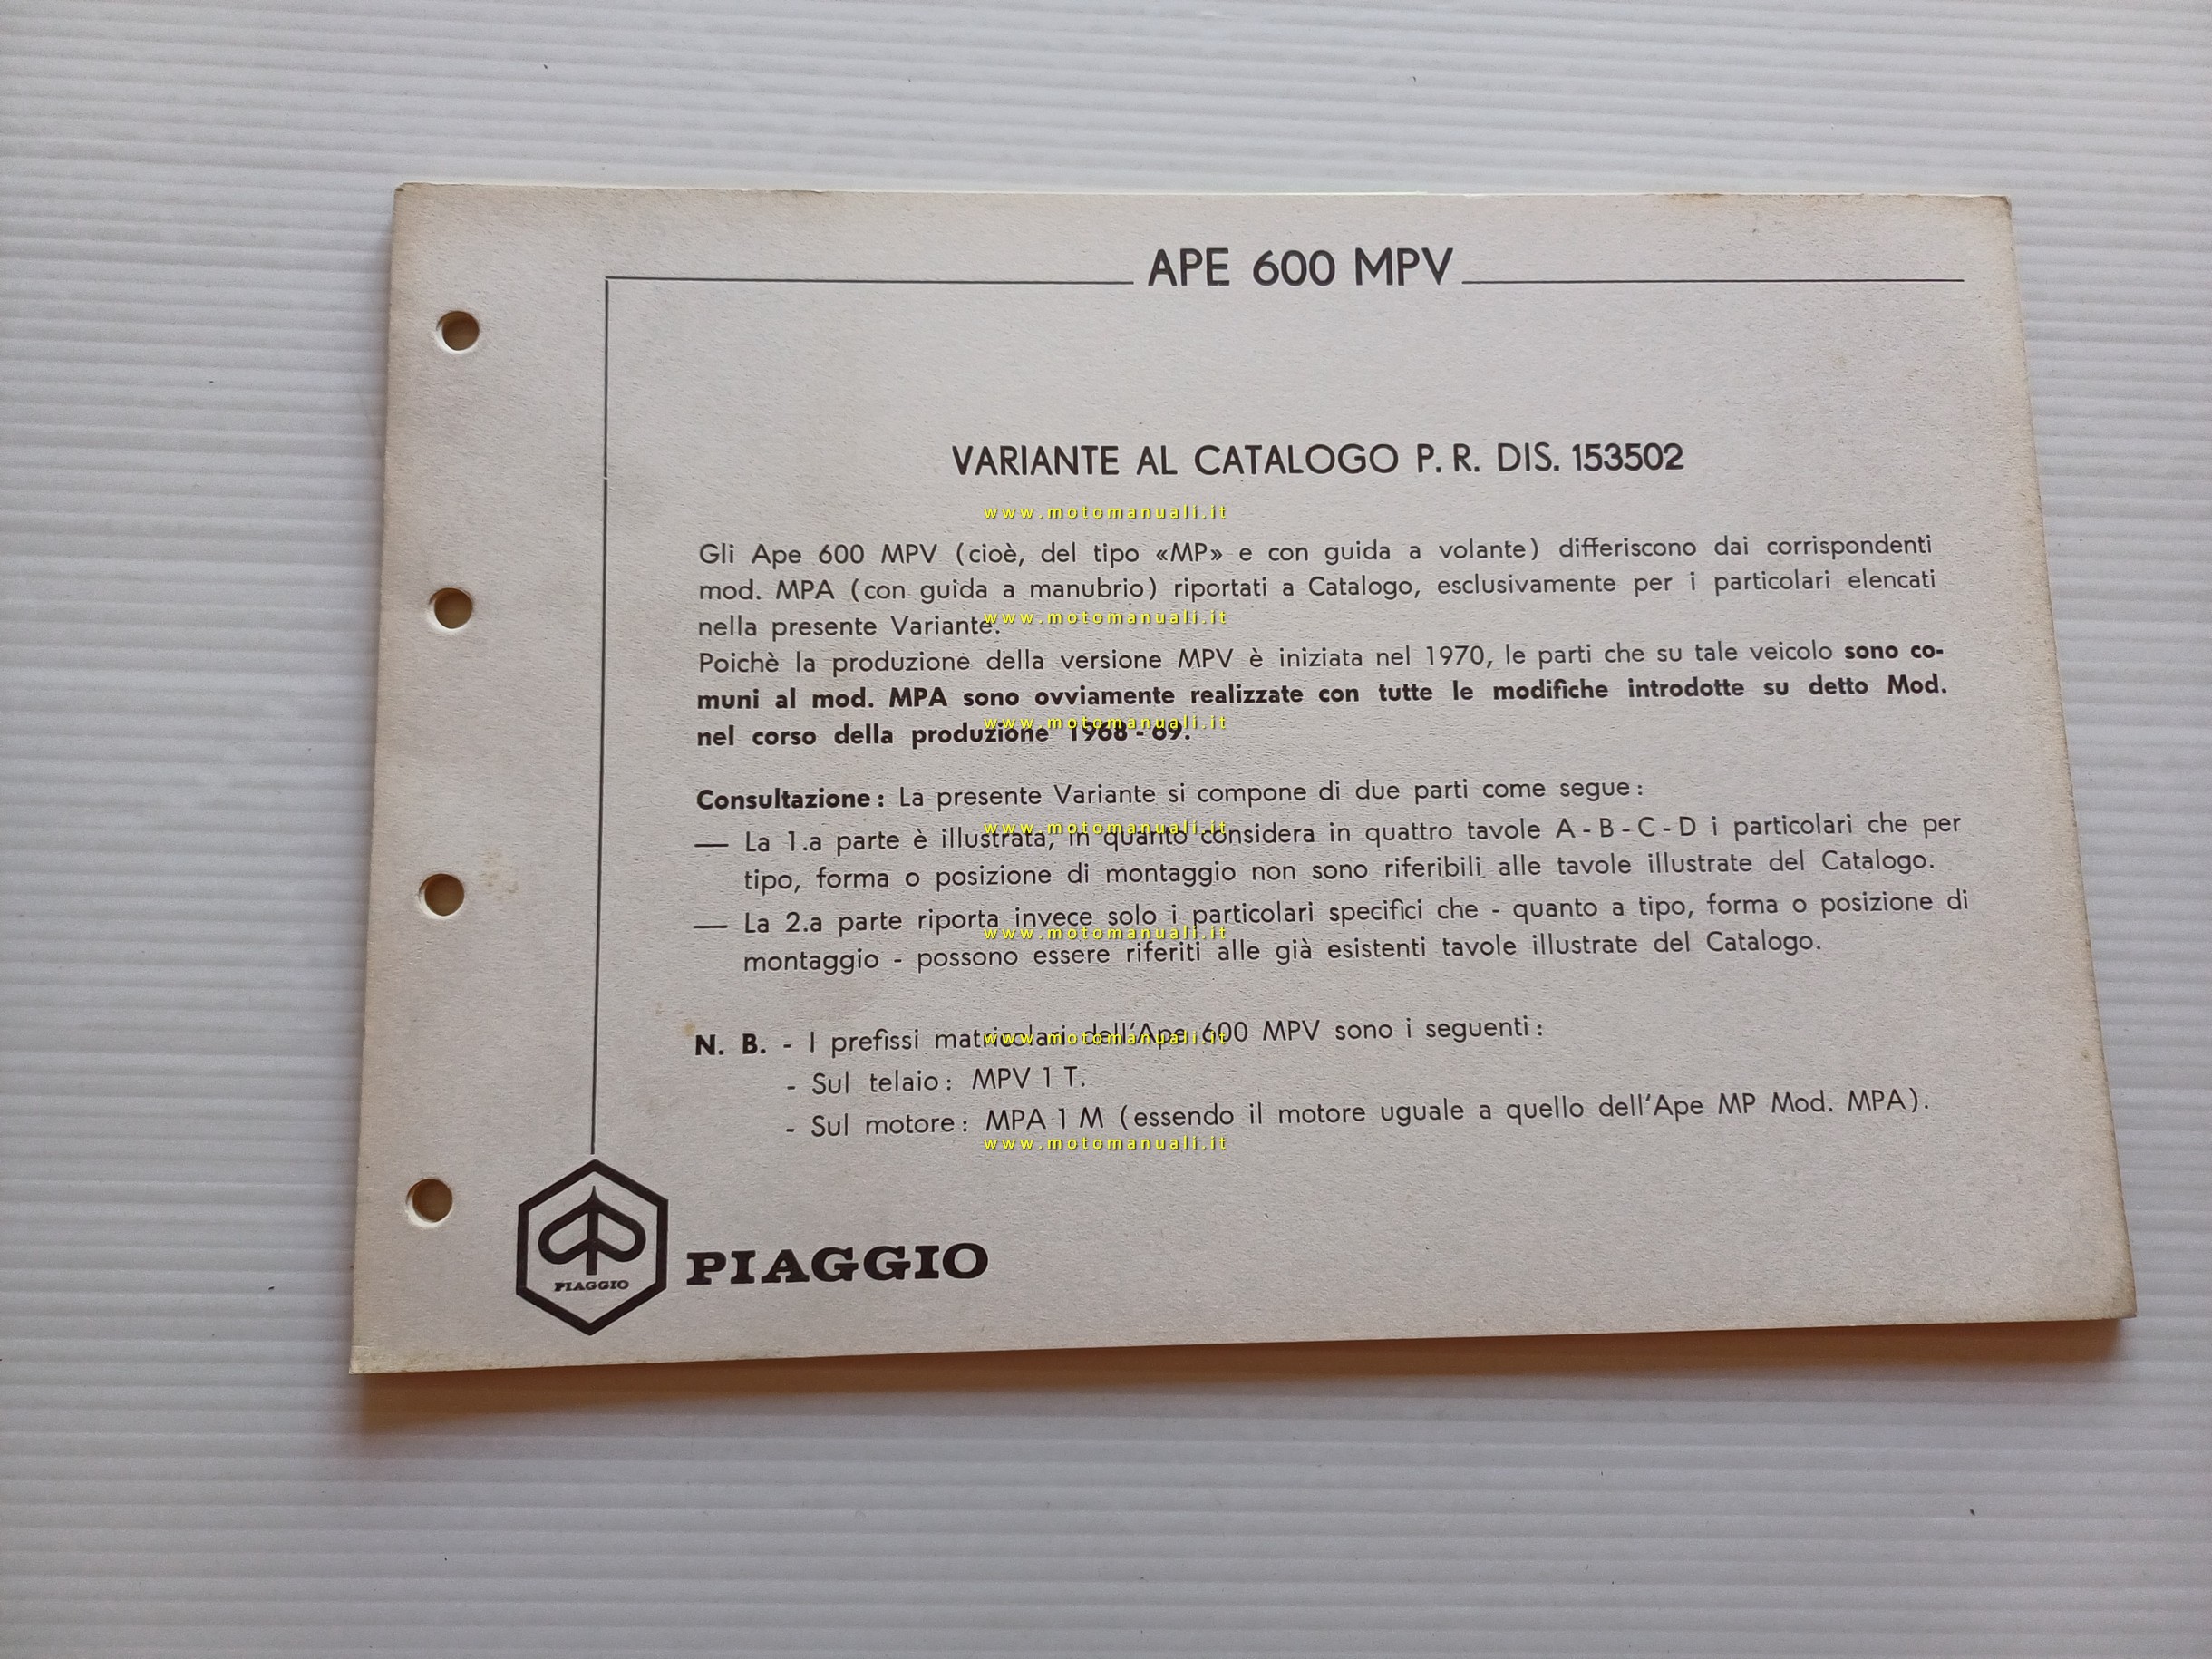 APE 600 MPV
VARIANTE AL CATALOGO P. R. DIS. 153502
www.motomanuali.it
Gli Ape 600 MPV (cioè, del tipo «MP» e con guida a volante) differiscono dai corrispondenti
mod. MPA (con guida a manubrio) riportati a Catalogo, esclusivamente per i particolari elencati
nella presente Variante.
www.motomanuali.it
Poichè la produzione della versione MPV è iniziata nel 1970, le parti che su tale veicolo sono co-
muni al mod. MPA sono ovviamente realizzate con tutte le modifiche introdotte su detto Mod.
nel corso della produzione 1968 - 69.
www.motomanuali.it
Consultazione: La presente Variante si compone di due parti come segue:
— La 1.a parte è illustrata, in quanto considera in quattro tavole A - B - C - D i particolari che per
www.motomanuali.it
tipo, forma o posizione di montaggio non sono riferibili alle tavole illustrate del Catalogo.
— La 2.a parte riporta invece solo i particolari specifici che - quanto a tipo, forma o posizione di
www.motomanuali.it
montaggio - possono essere riferiti alle già esistenti tavole illustrate del Catalogo.
N. B. - I prefissi matricolari dell'Ape 600 MPV sono i seguenti:
www.motomanuali.it
- Sul telaio: MPV 1 T.
- Sul motore: MPA 1 M (essendo il motore uguale a quello dell'Ape MP Mod. MPA).
www.motomanuali.it
PIAGGIO
PIAGGIO